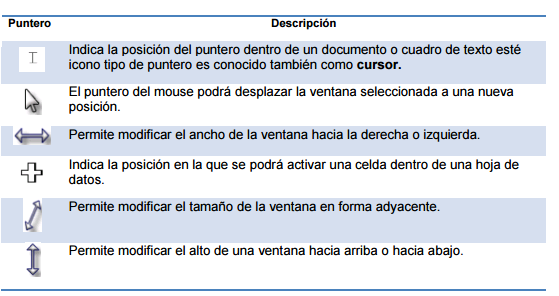 Puntero Descripción
Indica la posición del puntero dentro de un documento o cuadro de texto esté
icono tipo de puntero es conocido también como cursor.
El puntero del mouse podrá desplazar la ventana seleccionada a una nueva
posición.
Permite modificar el ancho de la ventana hacia la derecha o izquierda.
Indica la posición en la que se podrá activar una celda dentro de una hoja de
datos.
Permite modificar el tamaño de la ventana en forma adyacente.
Permite modificar el alto de una ventana hacia arriba o hacia abajo.